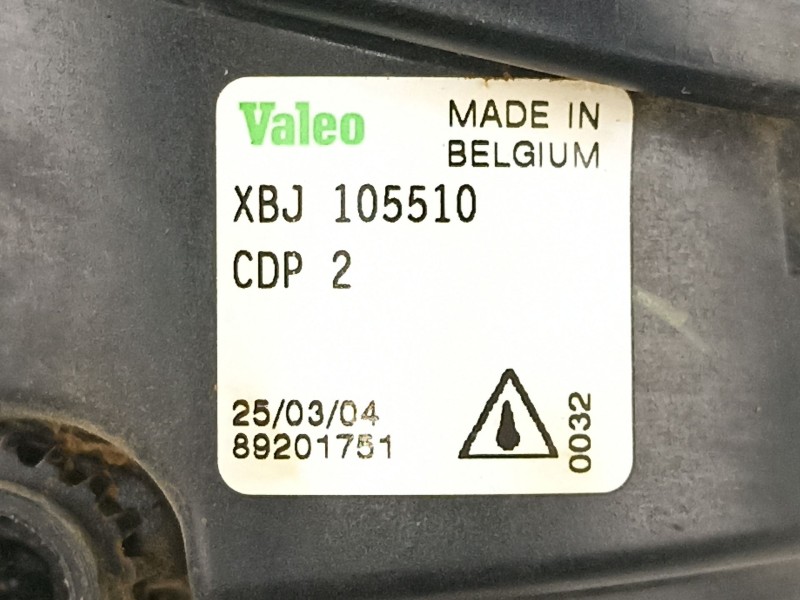 Valeo MADE IN
BELGIUM
XBJ 105510
CDP 2
25/03/04
89201751
0032